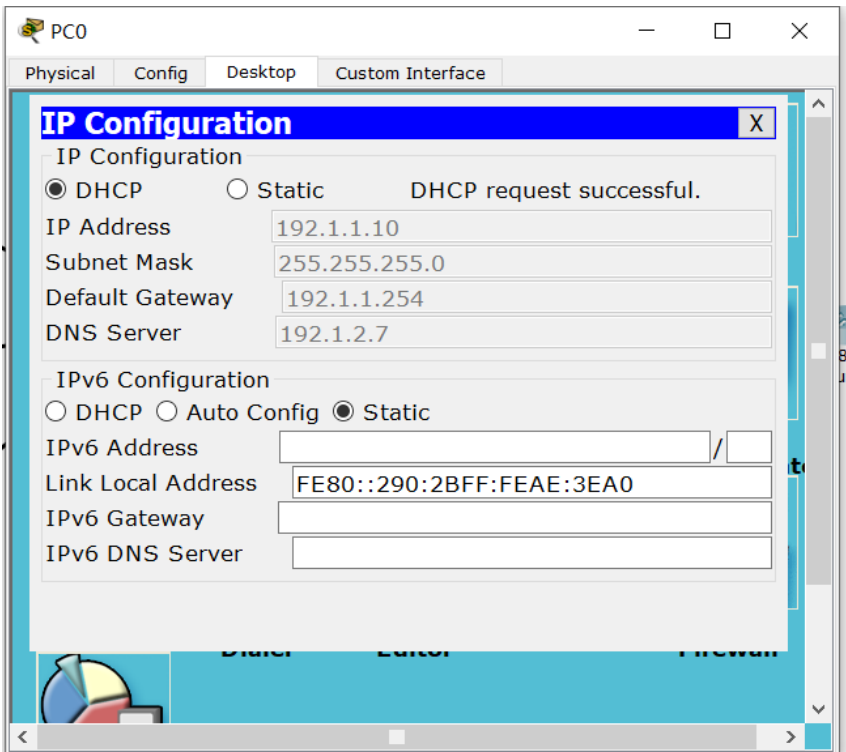 PC0
Physical Config Desktop Custom Interface
IP Configuration X
IP Configuration
DHCP Static DHCP request successful.
IP Address 192.1.1.10
Subnet Mask 255.255.255.0
Default Gateway 192.1.1.254
DNS Server 192.1.2.7
IPv6 Configuration
DHCP Auto Config Static
IPv6 Address /
Link Local Address FE80::290:2BFF:FEAE:3EA0
IPv6 Gateway
IPv6 DNS Server
Dialer Editor Firewall